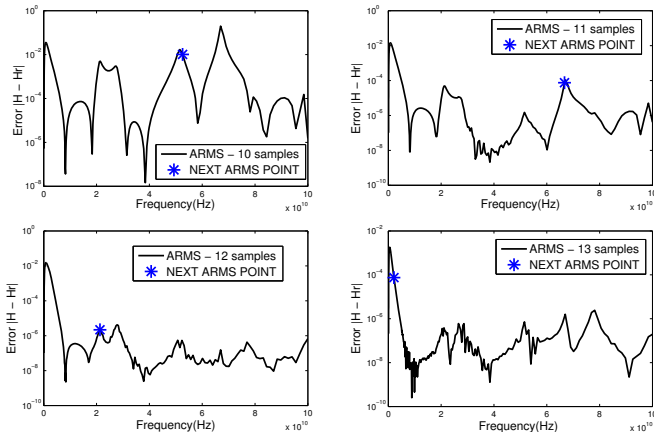 10^0
10^-2
10^-4
10^-6
10^-8
Error |H − Hr|
ARMS − 10 samples
NEXT ARMS POINT
0 2 4 6 8 10
Frequency(Hz)
x 10^10
10^0
10^-2
10^-4
10^-6
10^-8
10^-10
Error |H − Hr|
ARMS − 11 samples
NEXT ARMS POINT
0 2 4 6 8 10
Frequency(Hz)
x 10^10
10^0
10^-2
10^-4
10^-6
10^-8
10^-10
Error |H − Hr|
ARMS − 12 samples
NEXT ARMS POINT
0 2 4 6 8 10
Frequency(Hz)
x 10^10
10^-2
10^-4
10^-6
10^-8
10^-10
Error |H − Hr|
ARMS − 13 samples
NEXT ARMS POINT
0 2 4 6 8 10
Frequency(Hz)
x 10^10